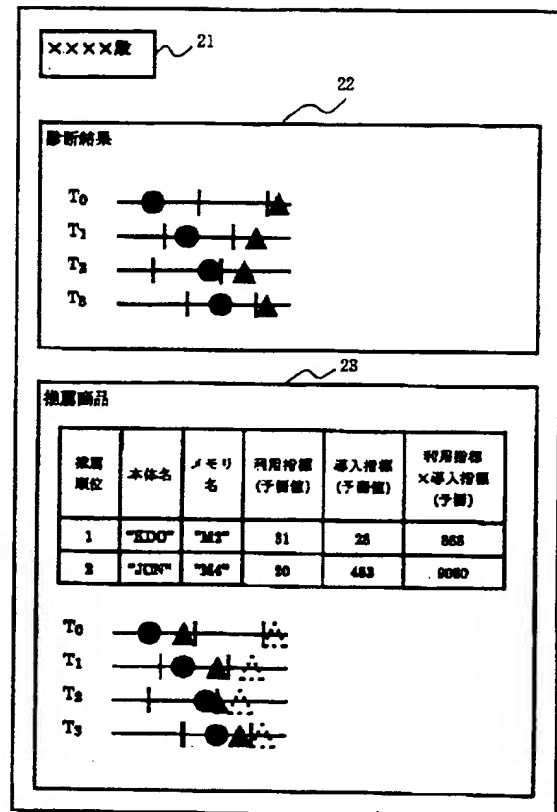 ××××殿
21
22
診断結果
T0
T1
T2
T3
23
推薦商品
推薦順位 本体名 メモリ名 利用指標(予測値) 導入指標(予測値) 利用指標×導入指標(予測)
1 "EDO" "M2" 31 28 868
2 "JON" "M4" 20 453 9060
T0
T1
T2
T3